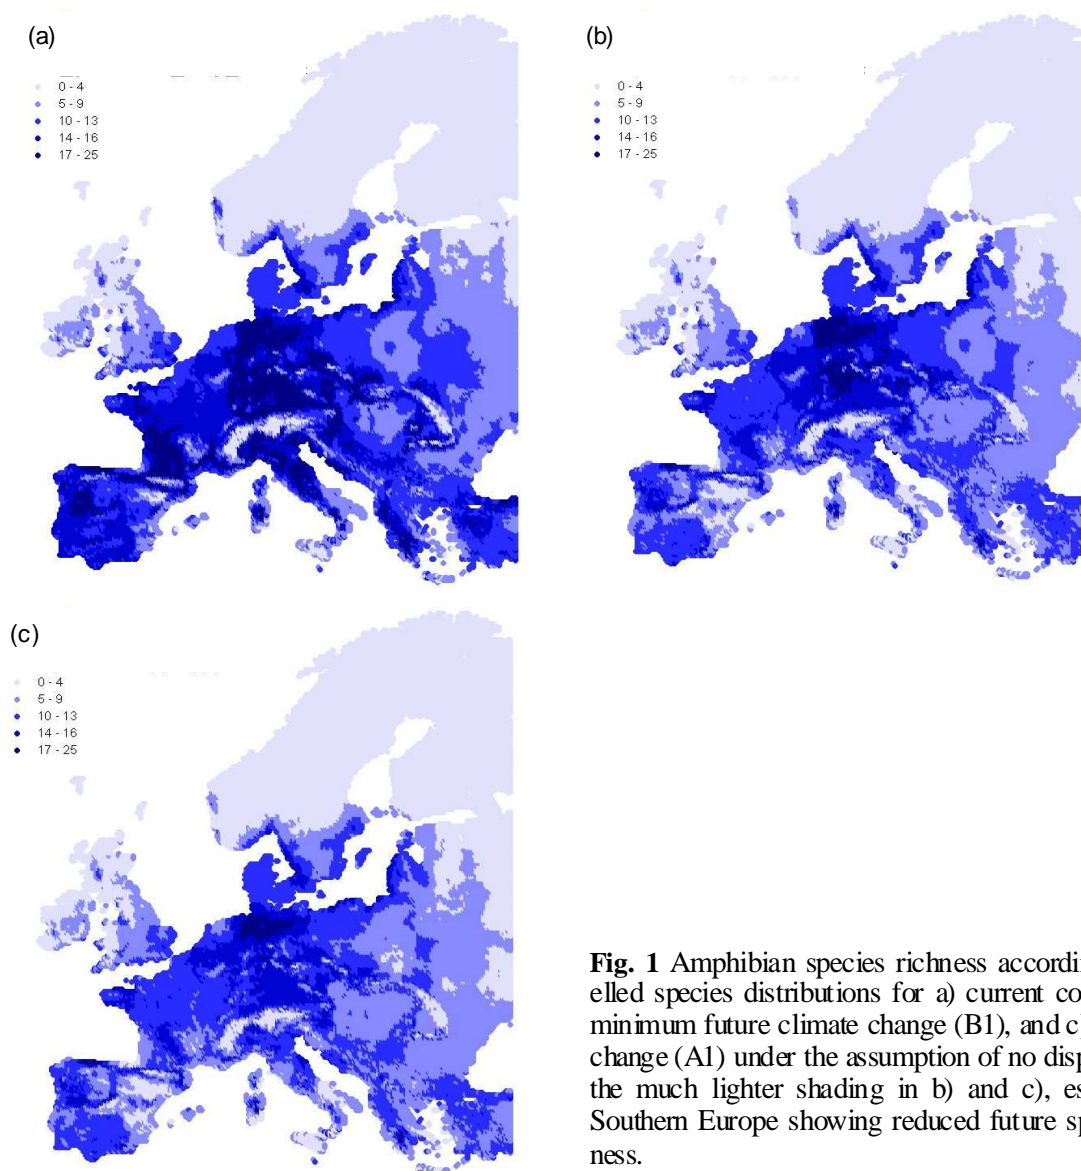 (a)
0 - 4
5 - 9
10 - 13
14 - 16
17 - 25
(b)
0 - 4
5 - 9
10 - 13
14 - 16
17 - 25
(c)
0 - 4
5 - 9
10 - 13
14 - 16
17 - 25
Fig. 1 Amphibian species richness accordin
elled species distributions for a) current co
minimum future climate change (B1), and c)
change (A1) under the assumption of no disp
the much lighter shading in b) and c), es
Southern Europe showing reduced future sp
ness.